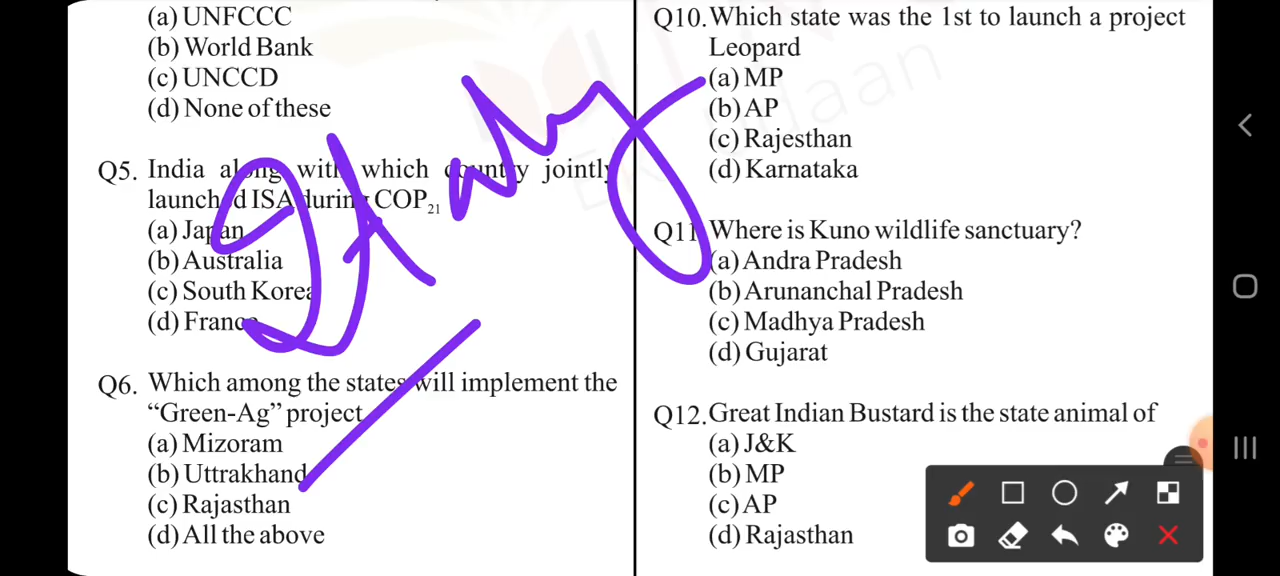 (a) UNFCCC
(b) World Bank
(c) UNCCD
(d) None of these
Q5. India along with which country jointly
launched ISA during COP21
(a) Japan
(b) Australia
(c) South Korea
(d) France
Q6. Which among the states will implement the
“Green-Ag” project
(a) Mizoram
(b) Uttrakhand
(c) Rajasthan
(d) All the above
Q10. Which state was the 1st to launch a project
Leopard
(a) MP
(b) AP
(c) Rajesthan
(d) Karnataka
Q11. Where is Kuno wildlife sanctuary?
(a) Andra Pradesh
(b) Arunanchal Pradesh
(c) Madhya Pradesh
(d) Gujarat
Q12. Great Indian Bustard is the state animal of
(a) J&K
(b) MP
(c) AP
(d) Rajasthan
Italy